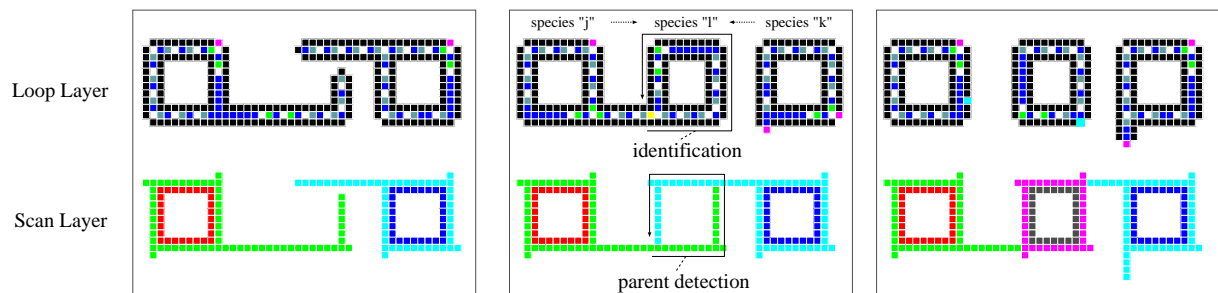 species "j" species "l" species "k"
Loop Layer
identification
Scan Layer
parent detection